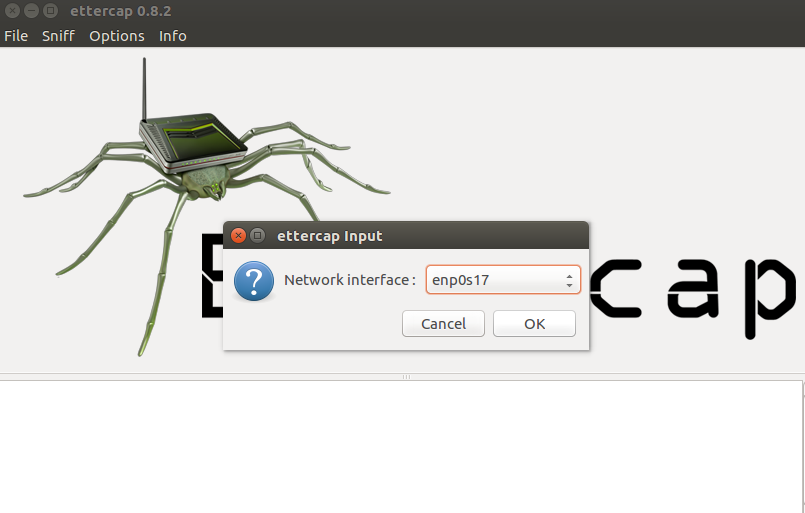 ettercap 0.8.2
File Sniff Options Info
ettercap Input
Network interface : enp0s17
Cancel OK
E cap